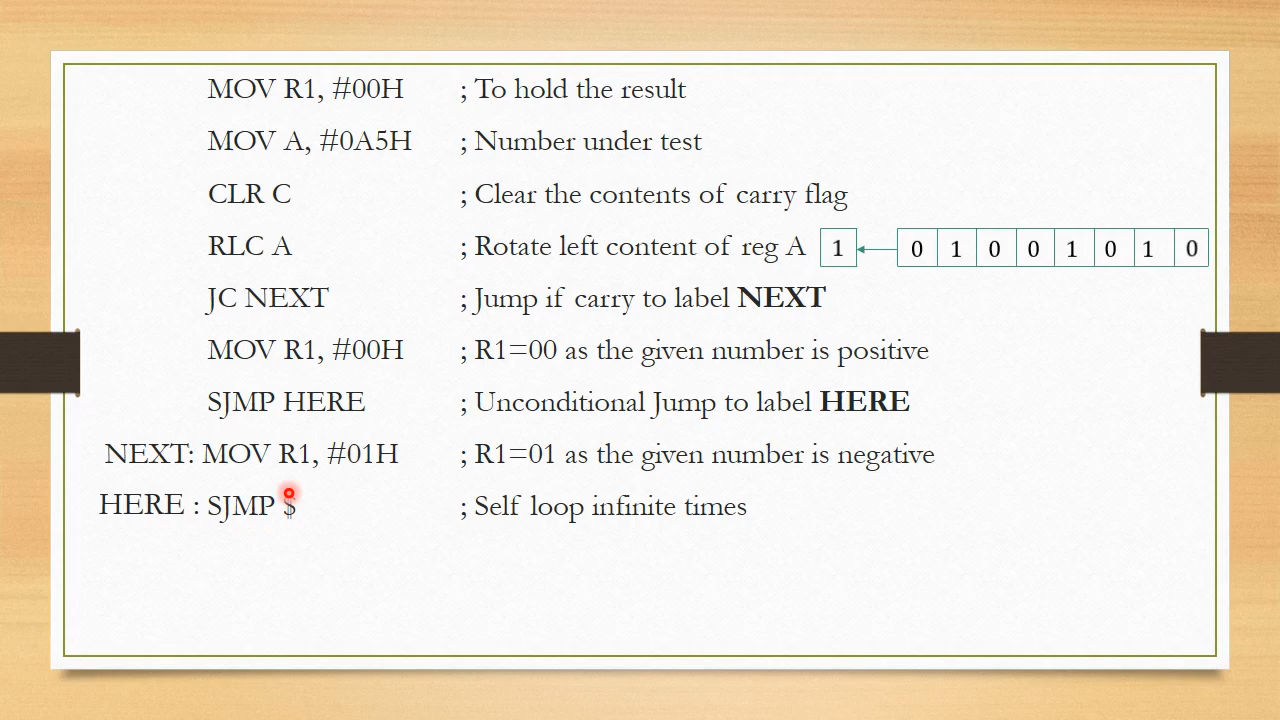 MOV R1, #00H ; To hold the result
MOV A, #0A5H ; Number under test
CLR C ; Clear the contents of carry flag
RLC A ; Rotate left content of reg A 1 0 1 0 0 1 0 1 0
JC NEXT ; Jump if carry to label NEXT
MOV R1, #00H ; R1=00 as the given number is positive
SJMP HERE ; Unconditional Jump to label HERE
NEXT: MOV R1, #01H ; R1=01 as the given number is negative
HERE : SJMP $ ; Self loop infinite times